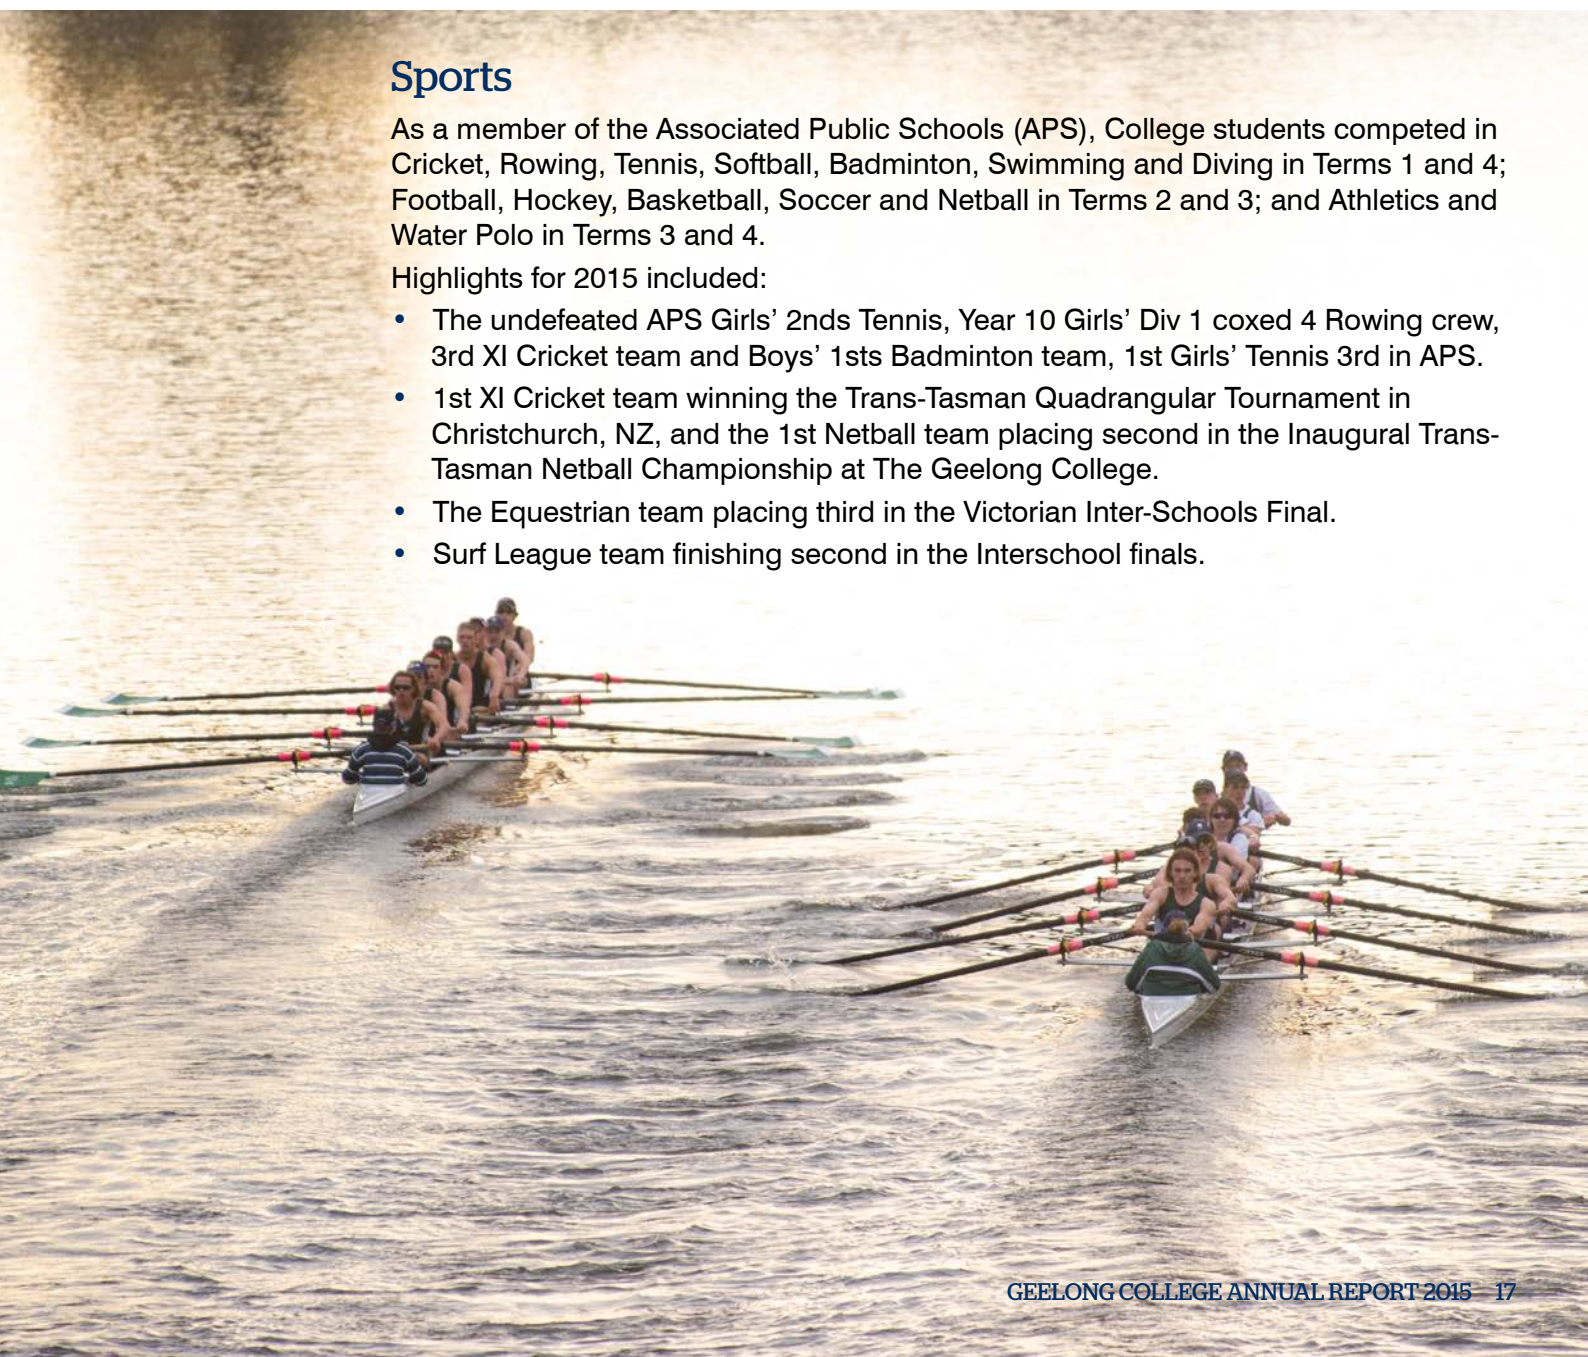 Sports
As a member of the Associated Public Schools (APS), College students competed in
Cricket, Rowing, Tennis, Softball, Badminton, Swimming and Diving in Terms 1 and 4;
Football, Hockey, Basketball, Soccer and Netball in Terms 2 and 3; and Athletics and
Water Polo in Terms 3 and 4.
Highlights for 2015 included:
• The undefeated APS Girls’ 2nds Tennis, Year 10 Girls’ Div 1 coxed 4 Rowing crew,
3rd XI Cricket team and Boys’ 1sts Badminton team, 1st Girls’ Tennis 3rd in APS.
• 1st XI Cricket team winning the Trans-Tasman Quadrangular Tournament in
Christchurch, NZ, and the 1st Netball team placing second in the Inaugural Trans-
Tasman Netball Championship at The Geelong College.
• The Equestrian team placing third in the Victorian Inter-Schools Final.
• Surf League team finishing second in the Interschool finals.
GEELONG COLLEGE ANNUAL REPORT 2015 17